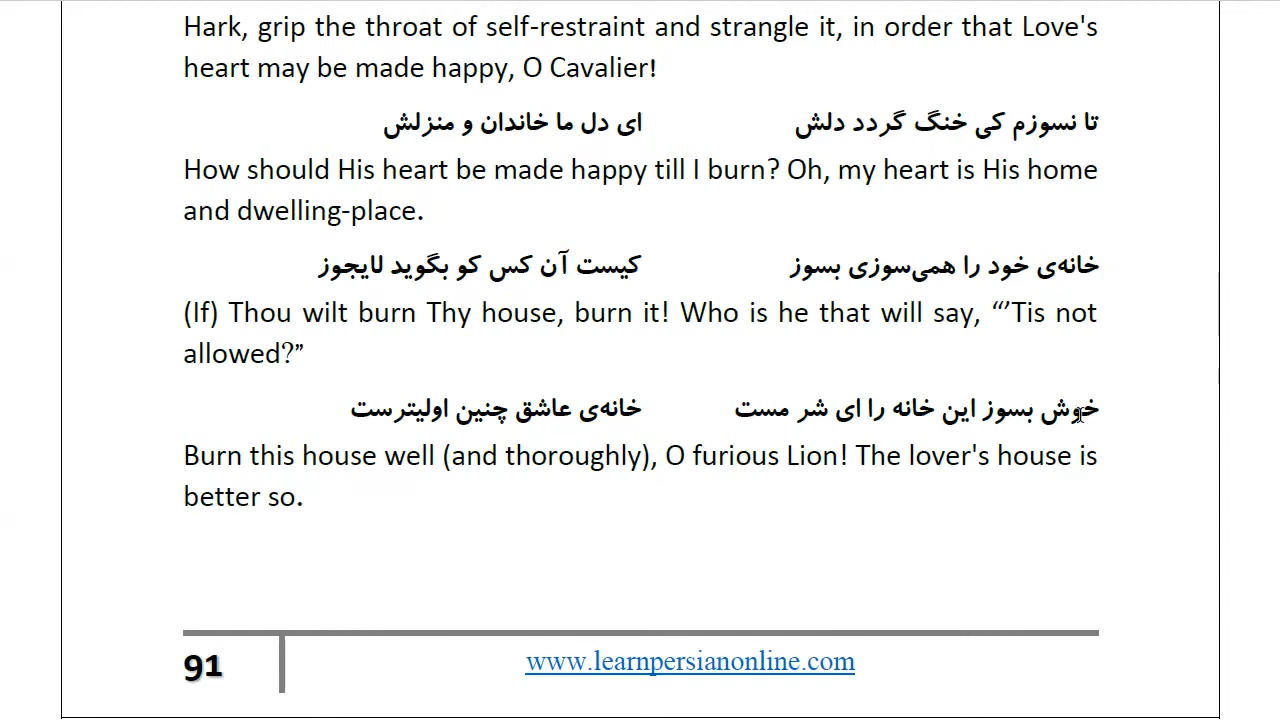 Hark, grip the throat of self-restraint and strangle it, in order that Love's
heart may be made happy, O Cavalier!
تا نسوزم کی خنگ گردد دلش ای دل ما خاندان و منزلش
How should His heart be made happy till I burn? Oh, my heart is His home
and dwelling-place.
خانه‌ی خود را همی‌سوزی بسوز کیست آن کس کو بگوید لایجوز
(If) Thou wilt burn Thy house, burn it! Who is he that will say, “’Tis not
allowed?”
خوش بسوز این خانه را ای شر مست خانه‌ی عاشق چنین اولیترست
Burn this house well (and thoroughly), O furious Lion! The lover's house is
better so.
91 www.learnpersianonline.com